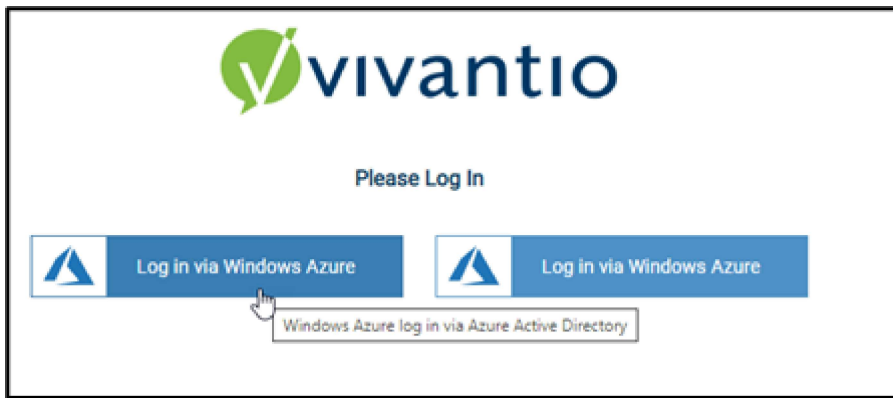 vivantio
Please Log In
Log in via Windows Azure
Log in via Windows Azure
Windows Azure log in via Azure Active Directory